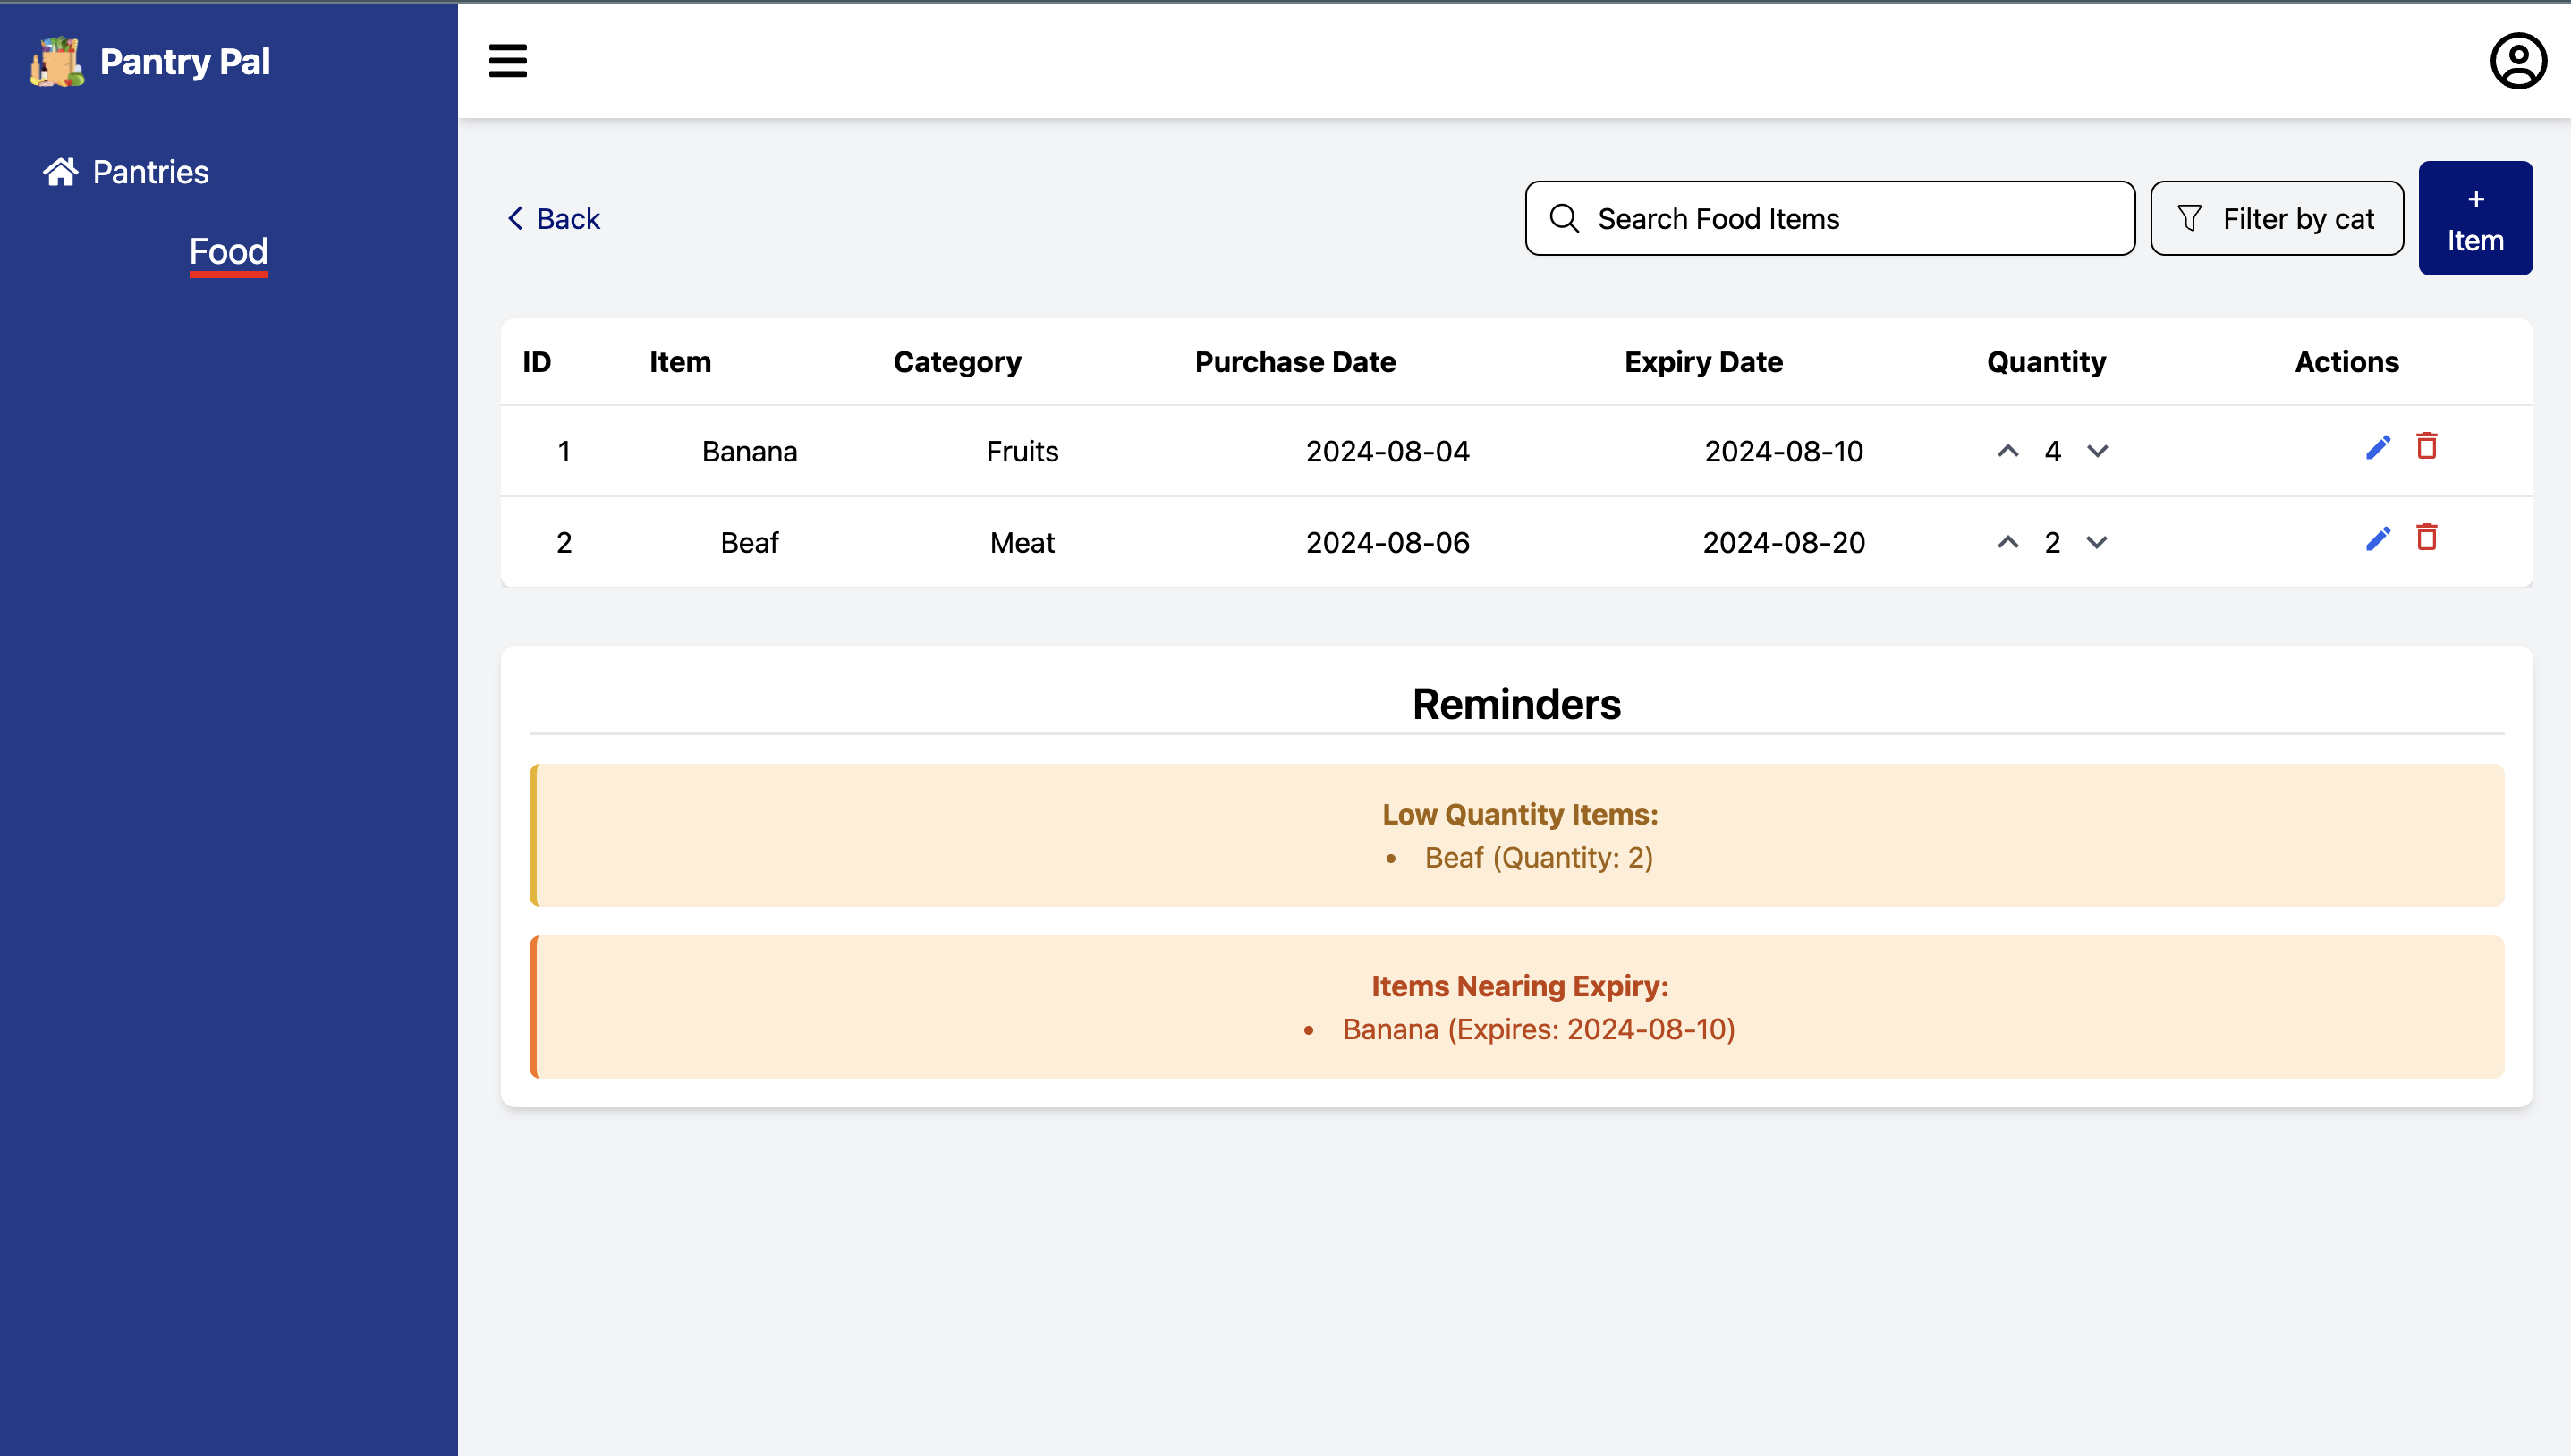 Pantry Pal
Pantries
Food
Back
Search Food Items
Filter by cat
+
Item
ID Item Category Purchase Date Expiry Date Quantity Actions
1 Banana Fruits 2024-08-04 2024-08-10 4
2 Beaf Meat 2024-08-06 2024-08-20 2
Reminders
Low Quantity Items:
• Beaf (Quantity: 2)
Items Nearing Expiry:
• Banana (Expires: 2024-08-10)